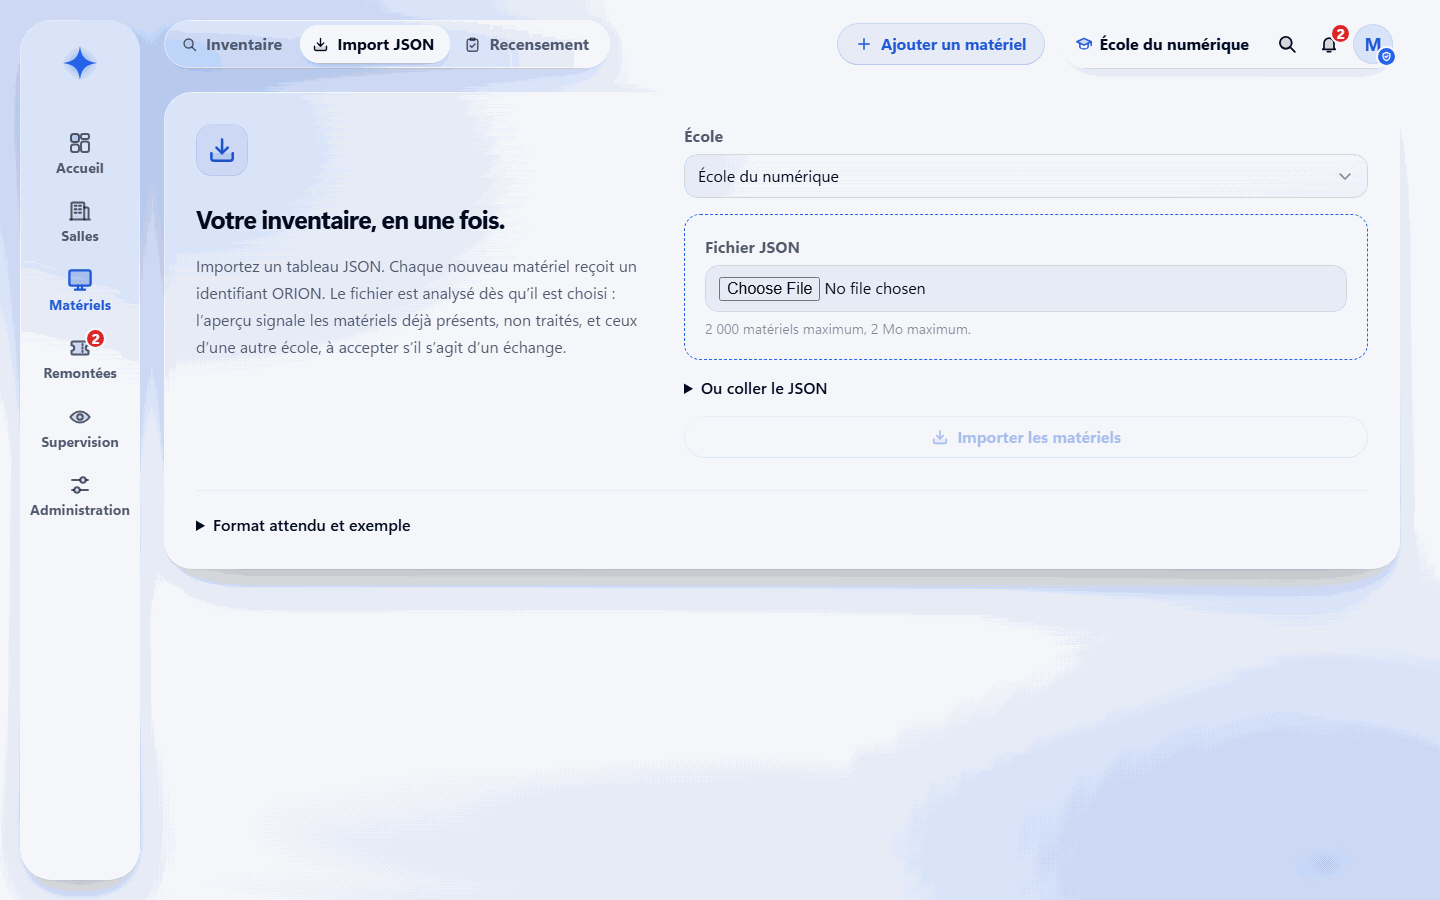 Inventaire
Import JSON
Recensement
Ajouter un matériel
École du numérique
2
M
Accueil
Salles
Matériels
2
Remontées
Supervision
Administration
Votre inventaire, en une fois.
Importez un tableau JSON. Chaque nouveau matériel reçoit un
identifiant ORION. Le fichier est analysé dès qu’il est choisi :
l’aperçu signale les matériels déjà présents, non traités, et ceux
d’une autre école, à accepter s’il s’agit d’un échange.
École
École du numérique
Fichier JSON
Choose File No file chosen
2 000 matériels maximum, 2 Mo maximum.
Ou coller le JSON
Importer les matériels
Format attendu et exemple